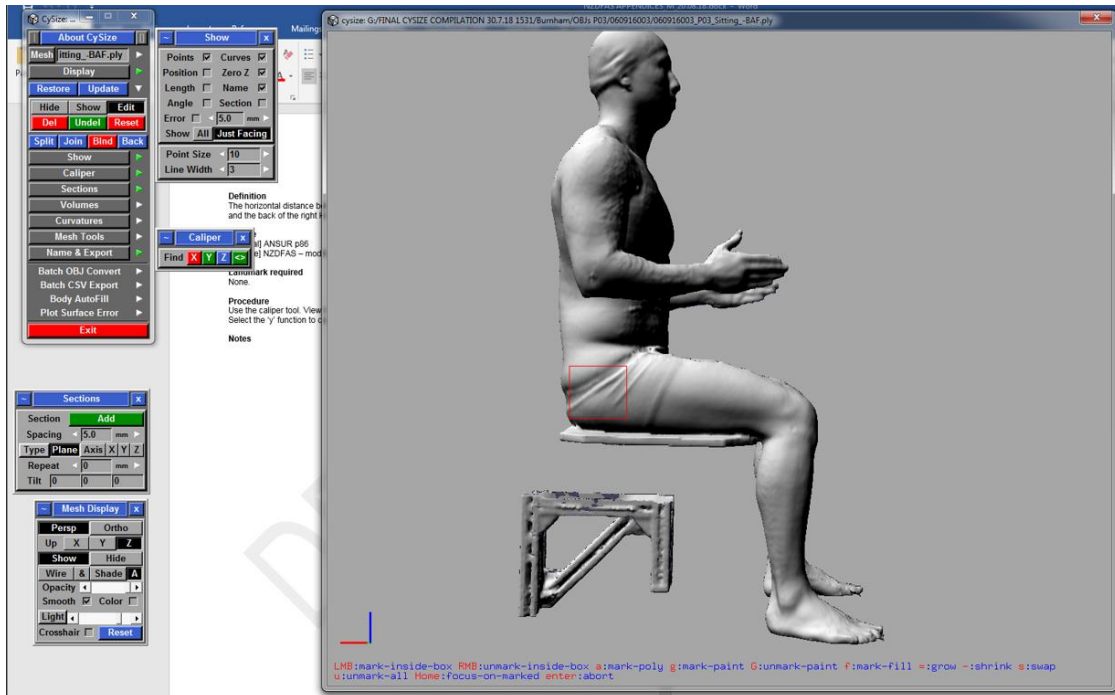 NZDFAS APPENDICES_M_20.08.18.docx - Word
Mailings
CySize:
About CySize
Mesh itting_-BAF.ply
Display
Restore Update
Hide Show Edit
Del Undel Reset
Split Join Bind Back
Show
Caliper
Sections
Volumes
Curvatures
Mesh Tools
Name & Export
Batch OBJ Convert
Batch CSV Export
Body AutoFill
Plot Surface Error
Exit
~ Show x
Points Curves
Position Zero Z
Length Name
Angle Section
Error 5.0 mm
Show All Just Facing
Point Size 10
Line Width 3
~ Caliper x
Find X Y Z <>
Definition
The horizontal distance
and the back of the right
ANSUR p86
NZDFAS – mod
Landmark required
None.
Procedure
Use the caliper tool. View
Select the 'y' function to
Notes
~ Sections x
Section Add
Spacing 5.0 mm
Type Plane Axis X Y Z
Repeat 0 mm
Tilt 0 0 0
~ Mesh Display x
Persp Ortho
Up X Y Z
Show Hide
Wire & Shade A
Opacity
Smooth Color
Light
Crosshair Reset
cysize: G:/FINAL CYSIZE COMPILATION 30.7.18 1531/Burnham/OBJs P03/060916003/060916003_P03_Sitting_-BAF.ply
LMB:mark-inside-box RMB:unmark-inside-box a:mark-poly g:mark-paint G:unmark-paint f:mark-fill =:grow -:shrink s:swap
u:unmark-all Home:focus-on-marked enter:abort